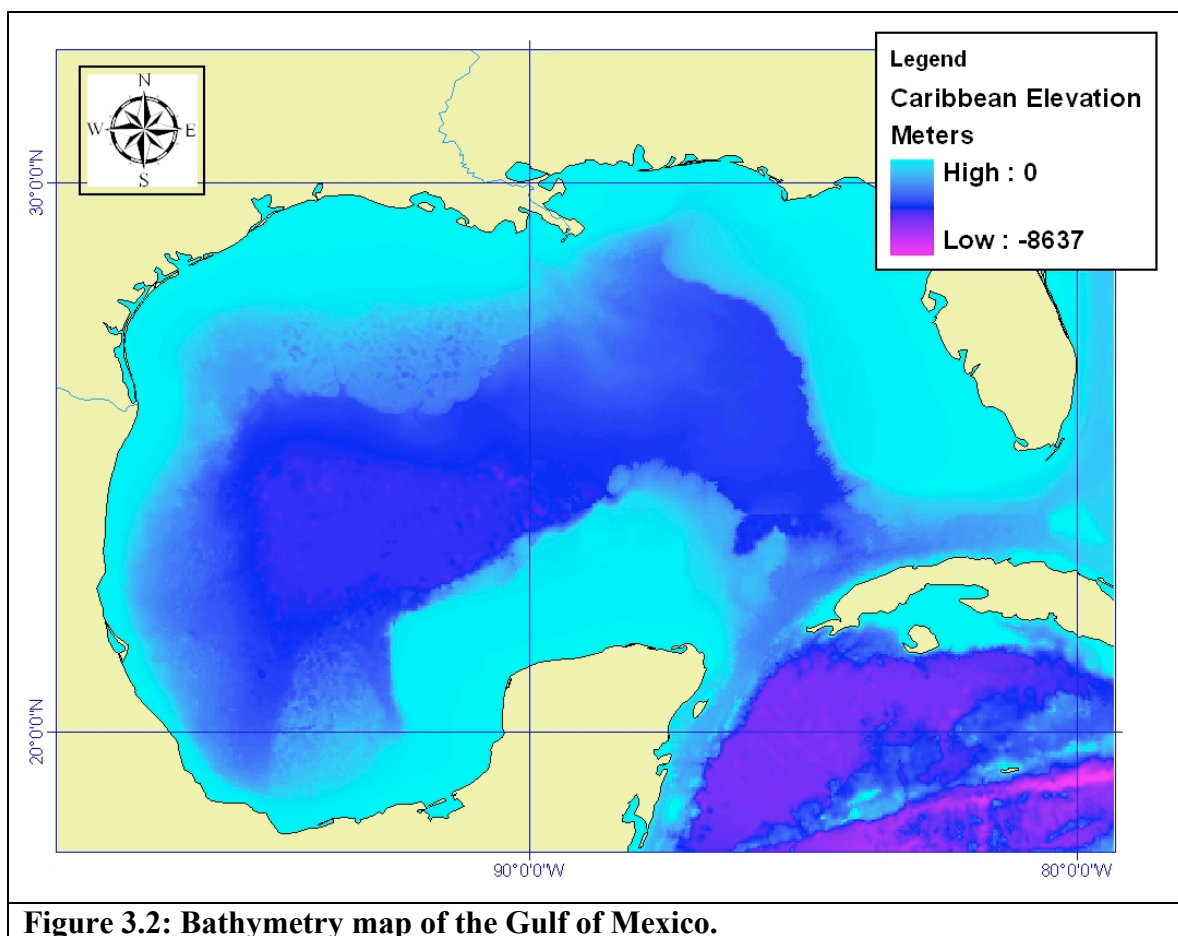 N
W E
S
Legend
Caribbean Elevation
Meters
High : 0
Low : -8637
30°0'0"N
20°0'0"N
90°0'0"W
80°0'0"W
Figure 3.2: Bathymetry map of the Gulf of Mexico.